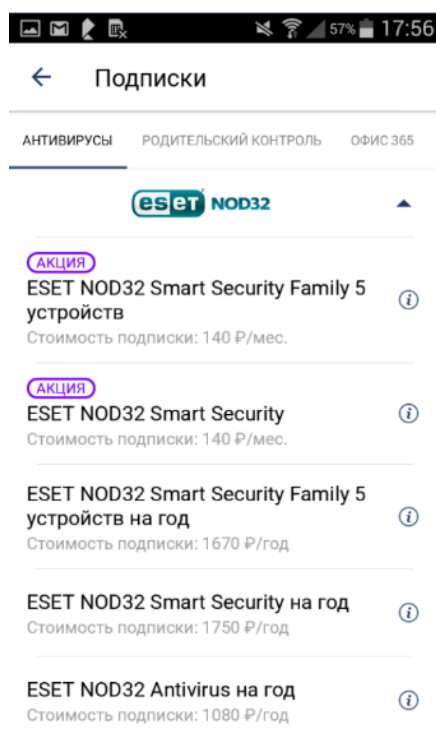 57% 17:56
Подписки
АНТИВИРУСЫ РОДИТЕЛЬСКИЙ КОНТРОЛЬ ОФИС 365
eset NOD32
АКЦИЯ
ESET NOD32 Smart Security Family 5
устройств
Стоимость подписки: 140 ₽/мес.
АКЦИЯ
ESET NOD32 Smart Security
Стоимость подписки: 140 ₽/мес.
ESET NOD32 Smart Security Family 5
устройств на год
Стоимость подписки: 1670 ₽/год
ESET NOD32 Smart Security на год
Стоимость подписки: 1750 ₽/год
ESET NOD32 Antivirus на год
Стоимость подписки: 1080 ₽/год